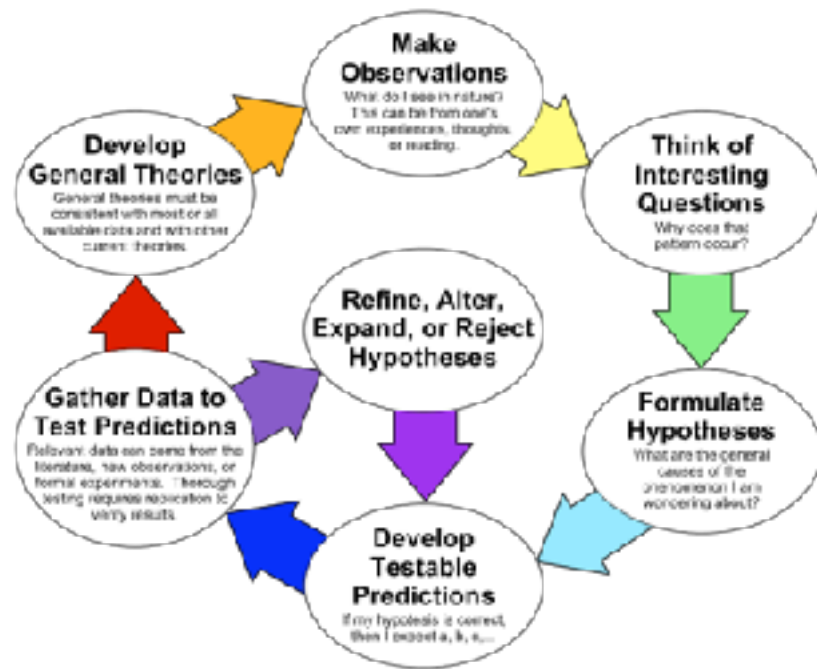 Make
Observations
What do I see in nature?
This can be from one's
own experiences, thoughts,
or reading.
Think of
Interesting
Questions
Why does that
pattern occur?
Formulate
Hypotheses
What are the general
causes of the
phenomenon I am
wondering about?
Develop
Testable
Predictions
If my hypotesis is correct,
then I expect a, b, c,...
Gather Data to
Test Predictions
Relevant data can come from the
literature, new observations, or
formal experiments. Thorough
testing requires replication to
verify results.
Refine, Alter,
Expand, or Reject
Hypotheses
Develop
General Theories
General theories must be
consistent with most or all
available data and with other
current theories.